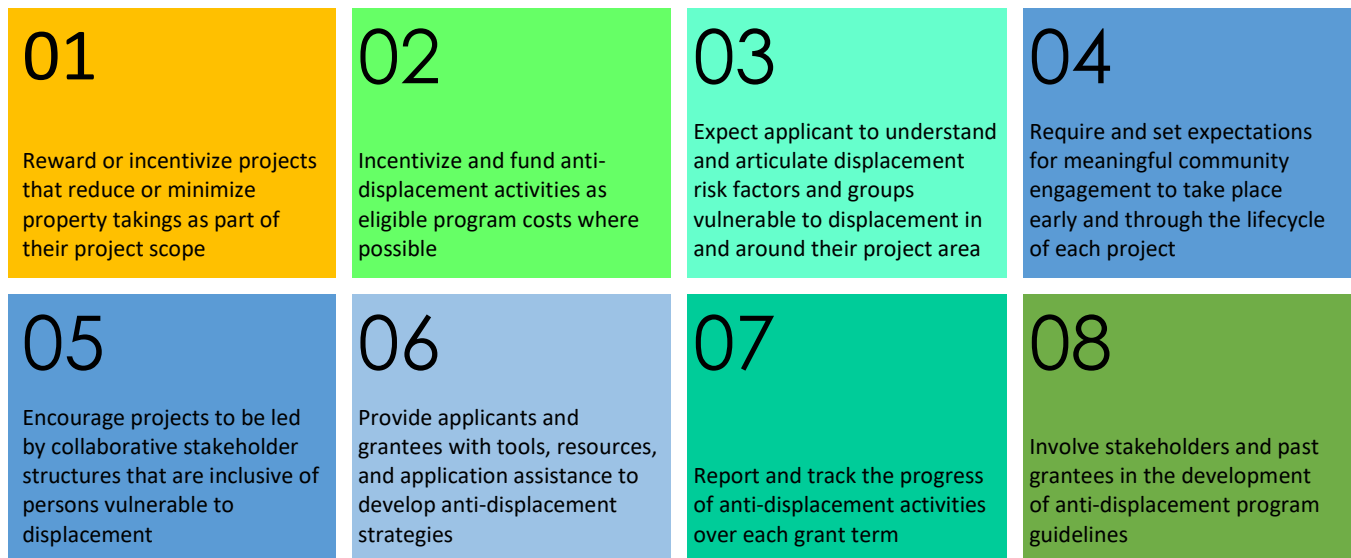 01
Reward or incentivize projects
that reduce or minimize
property takings as part of
their project scope
02
Incentivize and fund anti-
displacement activities as
eligible program costs where
possible
03
Expect applicant to understand
and articulate displacement
risk factors and groups
vulnerable to displacement in
and around their project area
04
Require and set expectations
for meaningful community
engagement to take place
early and through the lifecycle
of each project
05
Encourage projects to be led
by collaborative stakeholder
structures that are inclusive of
persons vulnerable to
displacement
06
Provide applicants and
grantees with tools, resources,
and application assistance to
develop anti-displacement
strategies
07
Report and track the progress
of anti-displacement activities
over each grant term
08
Involve stakeholders and past
grantees in the development
of anti-displacement program
guidelines